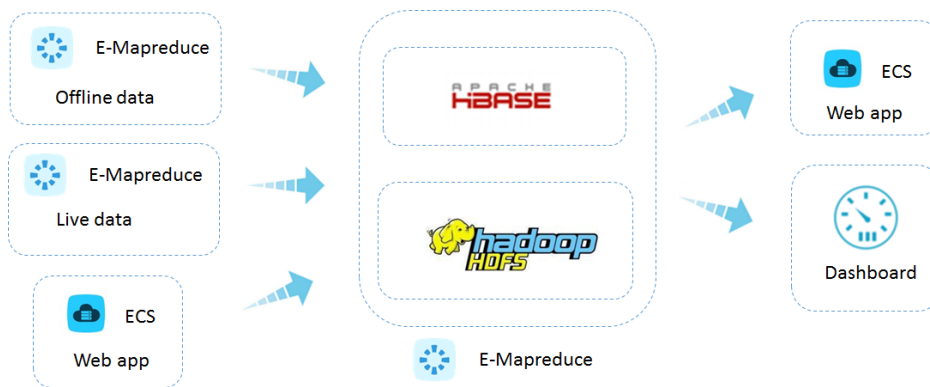 E-Mapreduce
Offline data
E-Mapreduce
Live data
ECS
Web app
APACHE
HBASE
hadoop
HDFS
E-Mapreduce
ECS
Web app
Dashboard